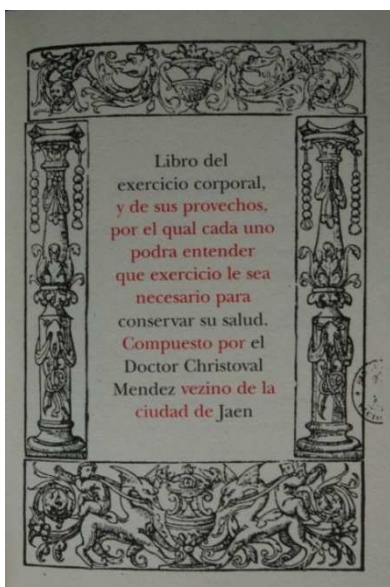 Libro del
exercicio corporal,
y de sus provechos,
por el qual cada uno
podra entender
que exercicio le sea
necesario para
conservar su salud.
Compuesto por el
Doctor Christoval
Mendez vezino de la
ciudad de Jaen